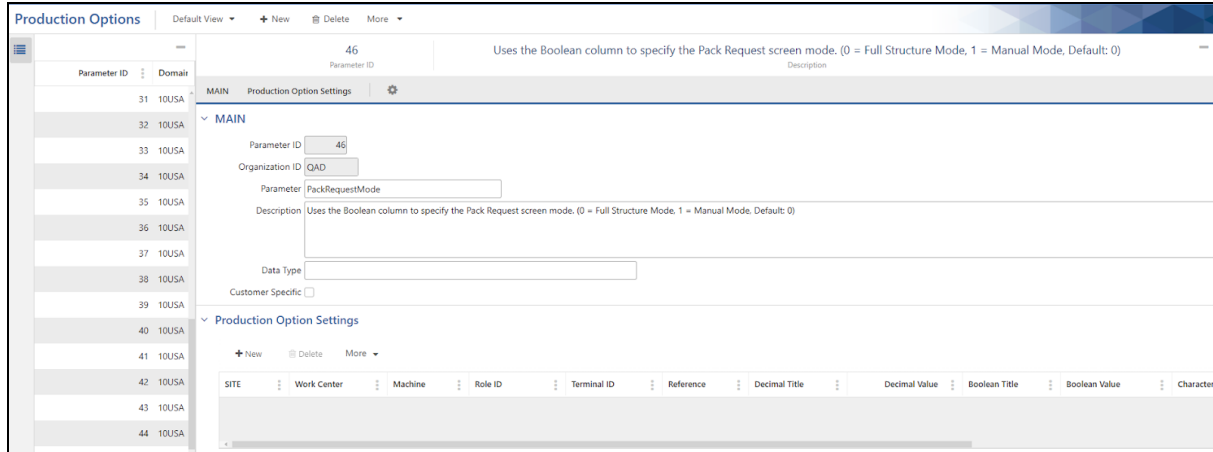 Production Options Default View + New Delete More
46 Uses the Boolean column to specify the Pack Request screen mode. (0 = Full Structure Mode, 1 = Manual Mode, Default: 0)
Parameter ID Description
Parameter ID Domain
MAIN Production Option Settings
31 10USA
32 10USA
33 10USA
34 10USA
35 10USA
36 10USA
37 10USA
38 10USA
39 10USA
40 10USA
41 10USA
42 10USA
43 10USA
44 10USA
MAIN
Parameter ID 46
Organization ID QAD
Parameter PackRequestMode
Description Uses the Boolean column to specify the Pack Request screen mode. (0 = Full Structure Mode, 1 = Manual Mode, Default: 0)
Data Type
Customer Specific
Production Option Settings
+ New Delete More
SITE Work Center Machine Role ID Terminal ID Reference Decimal Title Decimal Value Boolean Title Boolean Value Character